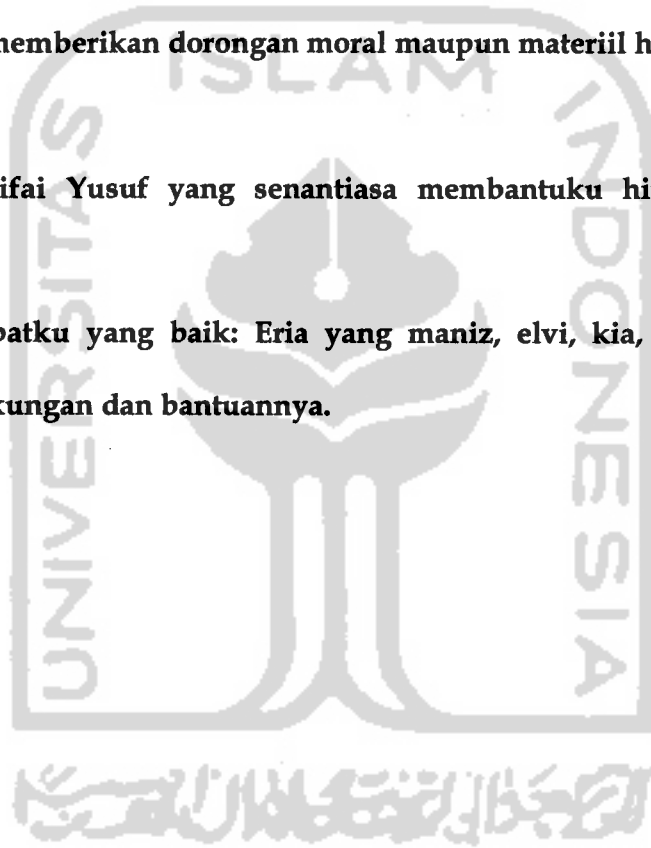 memberikan dorongan moral maupun materiil h
ifai Yusuf yang senantiasa membantuku hi
batku yang baik: Eria yang maniz, elvi, kia,
kungan dan bantuannya.
UNIVERSITAS
ISLAM
INDONESIA